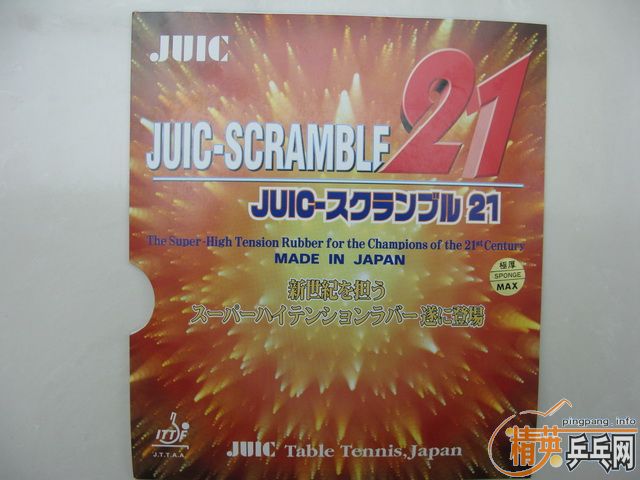 JUIC
21
JUIC-SCRAMBLE
JUIC-スクランブル 21
The Super-High Tension Rubber for the Champions of the 21st Century
MADE IN JAPAN
極厚
SPONGE
MAX
新世紀を担う
スーパーハイテンションラバー遂に登場
ITTF
J.T.T.A.A.
JUIC Table Tennis, Japan
pingpang.info
精英乒乓网